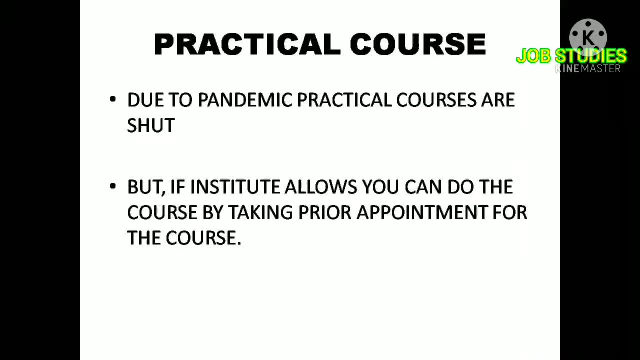 PRACTICAL COURSE
JOB STUDIES
KINEMASTER
• DUE TO PANDEMIC PRACTICAL COURSES ARE
SHUT
• BUT, IF INSTITUTE ALLOWS YOU CAN DO THE
COURSE BY TAKING PRIOR APPOINTMENT FOR
THE COURSE.